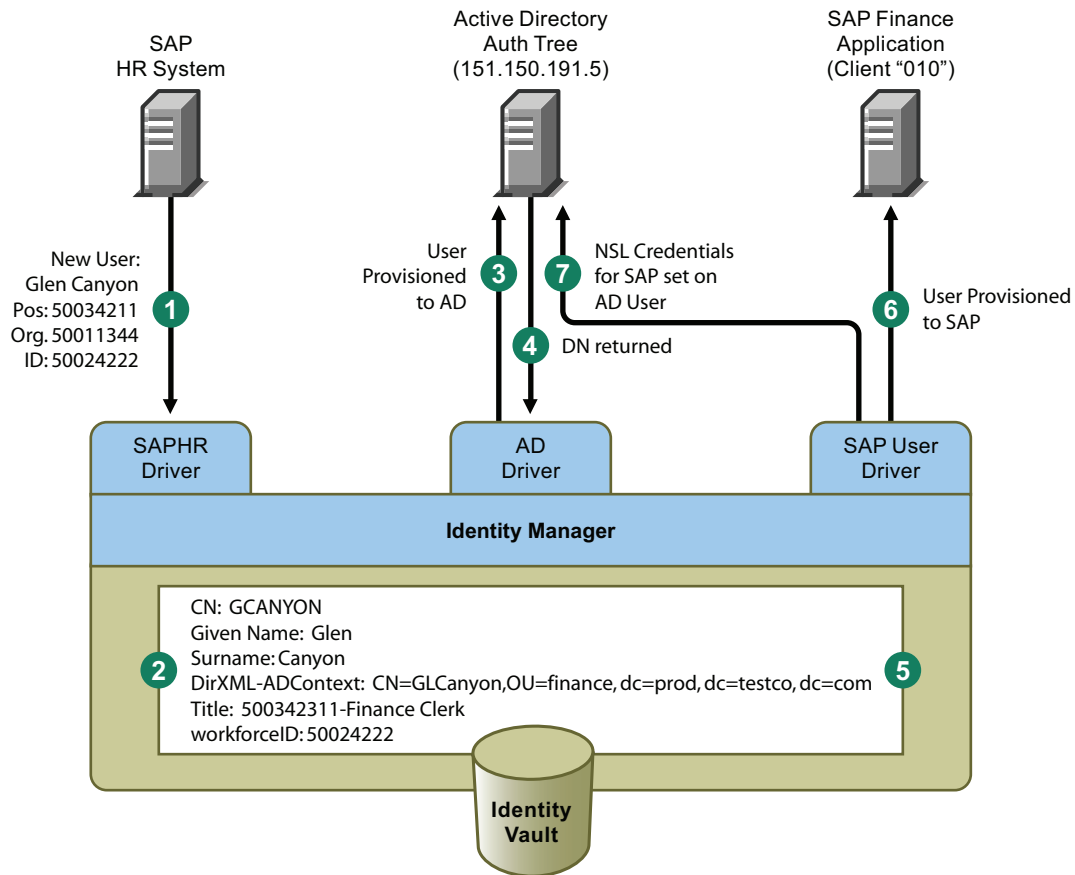 SAP
HR System
Active Directory
Auth Tree
(151.150.191.5)
SAP Finance
Application
(Client “010”)
New User:
Glen Canyon
Pos: 50034211
Org. 50011344
ID: 50024222
1
User
Provisioned
to AD
3
4
DN returned
7
NSL Credentials
for SAP set on
AD User
6
User Provisioned
to SAP
SAPHR
Driver
AD
Driver
SAP User
Driver
Identity Manager
2
CN: GCANYON
Given Name: Glen
Surname: Canyon
DirXML-ADContext: CN=GLCanyon,OU=finance, dc=prod, dc=testco, dc=com
Title: 500342311-Finance Clerk
workforceID: 50024222
5
Identity
Vault